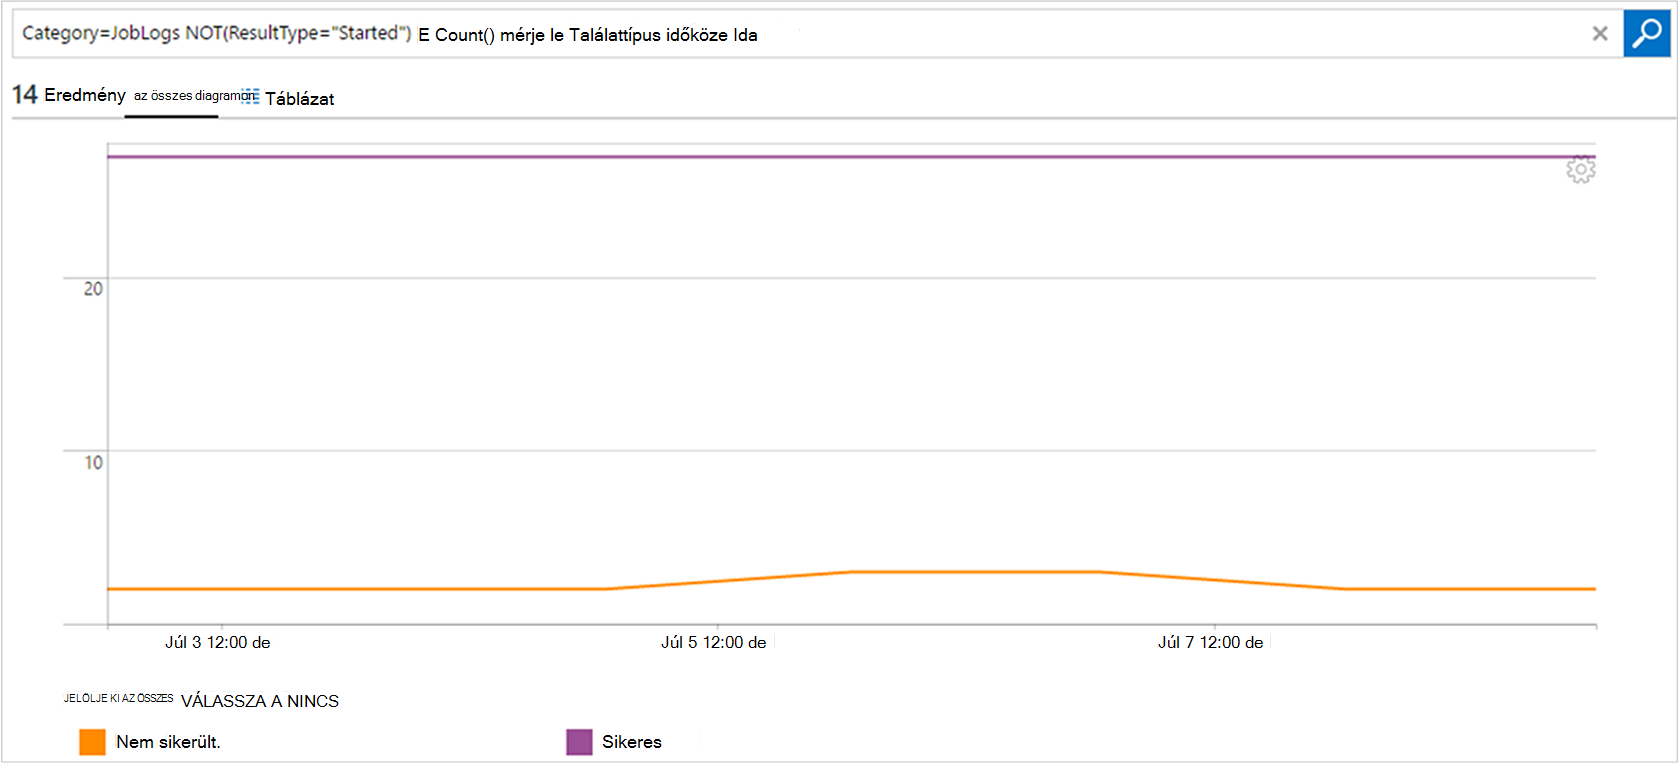 Category=JobLogs NOT(ResultType="Started") E Count() mérje le Találattípus időköze Ida
14 Eredmény az összes diagramon Táblázat
20
10
Júl 3 12:00 de Júl 5 12:00 de Júl 7 12:00 de
JELÖLJE KI AZ ÖSSZES VÁLASSZA A NINCS
Nem sikerült. Sikeres